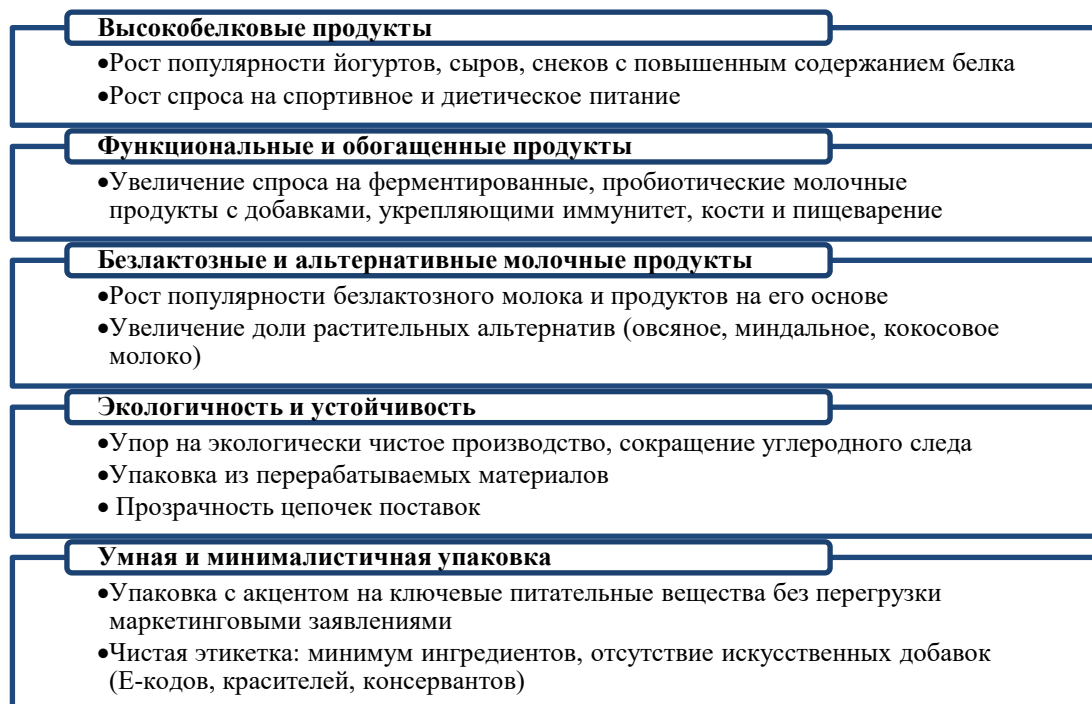 Высокобелковые продукты
•Рост популярности йогуртов, сыров, снеков с повышенным содержанием белка
•Рост спроса на спортивное и диетическое питание
Функциональные и обогащенные продукты
•Увеличение спроса на ферментированные, пробиотические молочные
продукты с добавками, укрепляющими иммунитет, кости и пищеварение
Безлактозные и альтернативные молочные продукты
•Рост популярности безлактозного молока и продуктов на его основе
•Увеличение доли растительных альтернатив (овсяное, миндальное, кокосовое
молоко)
Экологичность и устойчивость
•Упор на экологически чистое производство, сокращение углеродного следа
•Упаковка из перерабатываемых материалов
• Прозрачность цепочек поставок
Умная и минималистичная упаковка
•Упаковка с акцентом на ключевые питательные вещества без перегрузки
маркетинговыми заявлениями
•Чистая этикетка: минимум ингредиентов, отсутствие искусственных добавок
(Е-кодов, красителей, консервантов)